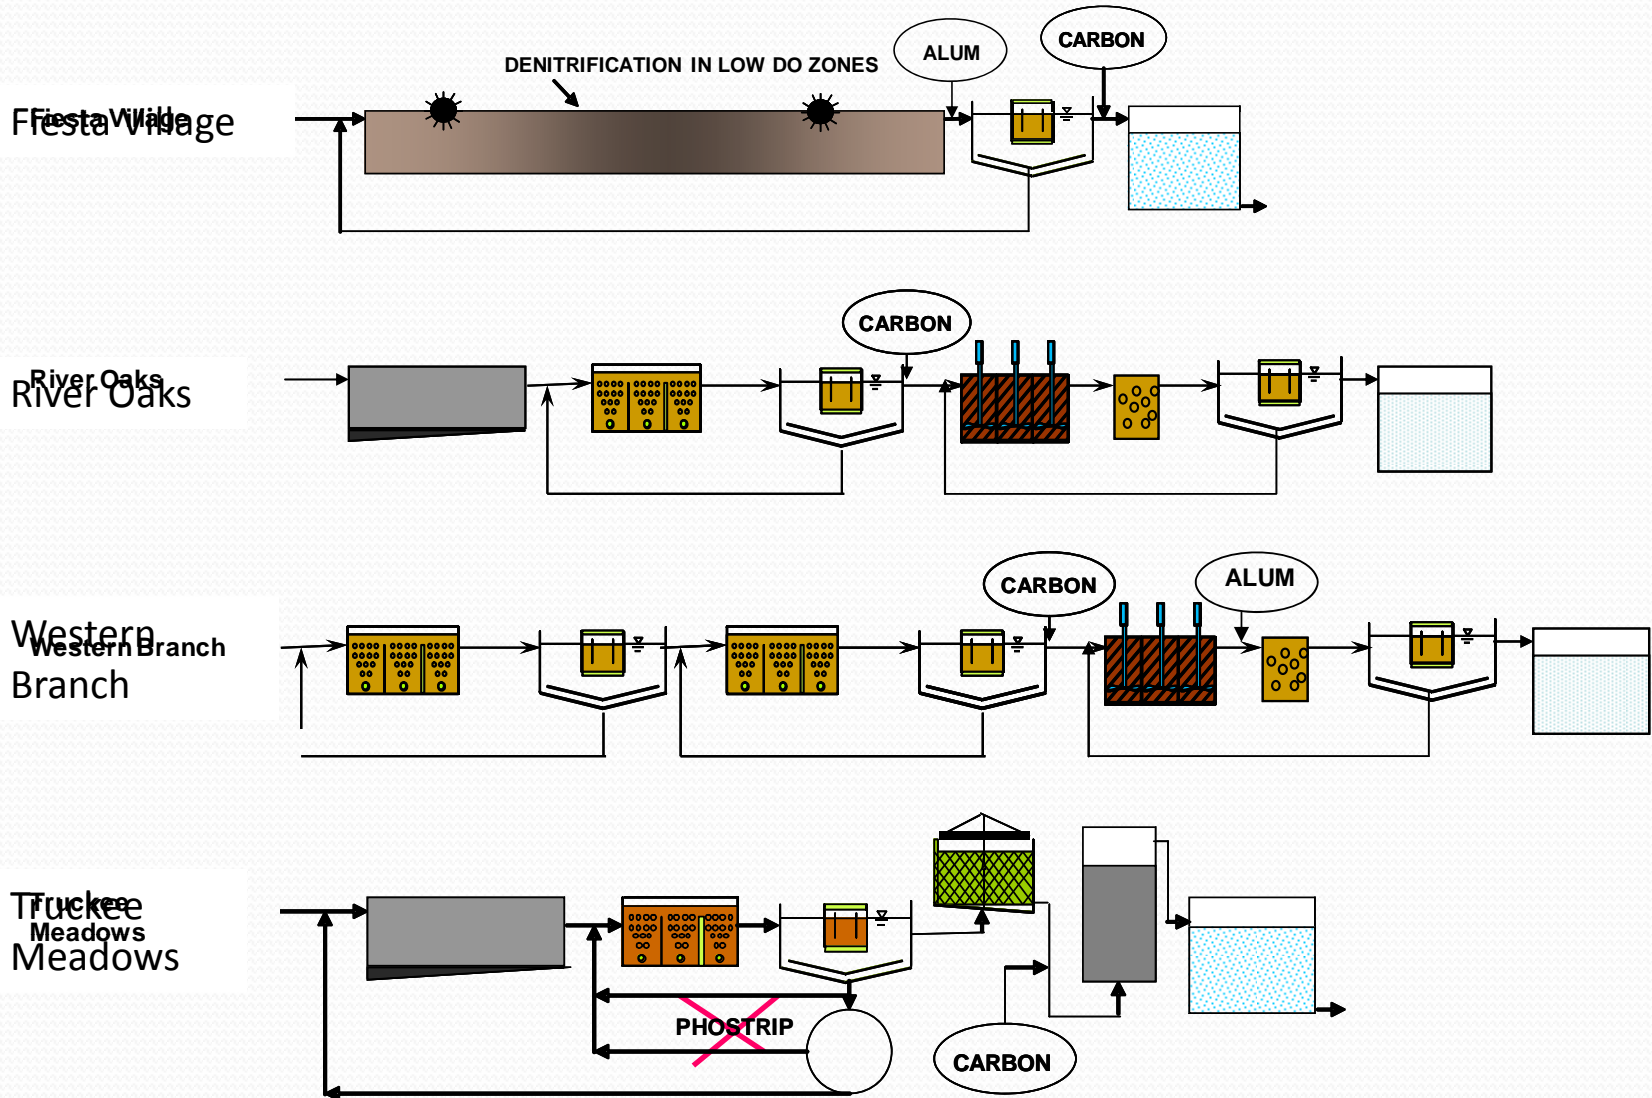 DENITRIFICATION IN LOW DO ZONES
ALUM
CARBON
Fiesta Village
Fiesta Village
CARBON
River Oaks
River Oaks
CARBON
ALUM
Western
Western Branch
Branch
Truckee
Truckee
Meadows
Meadows
PHOSTRIP
CARBON